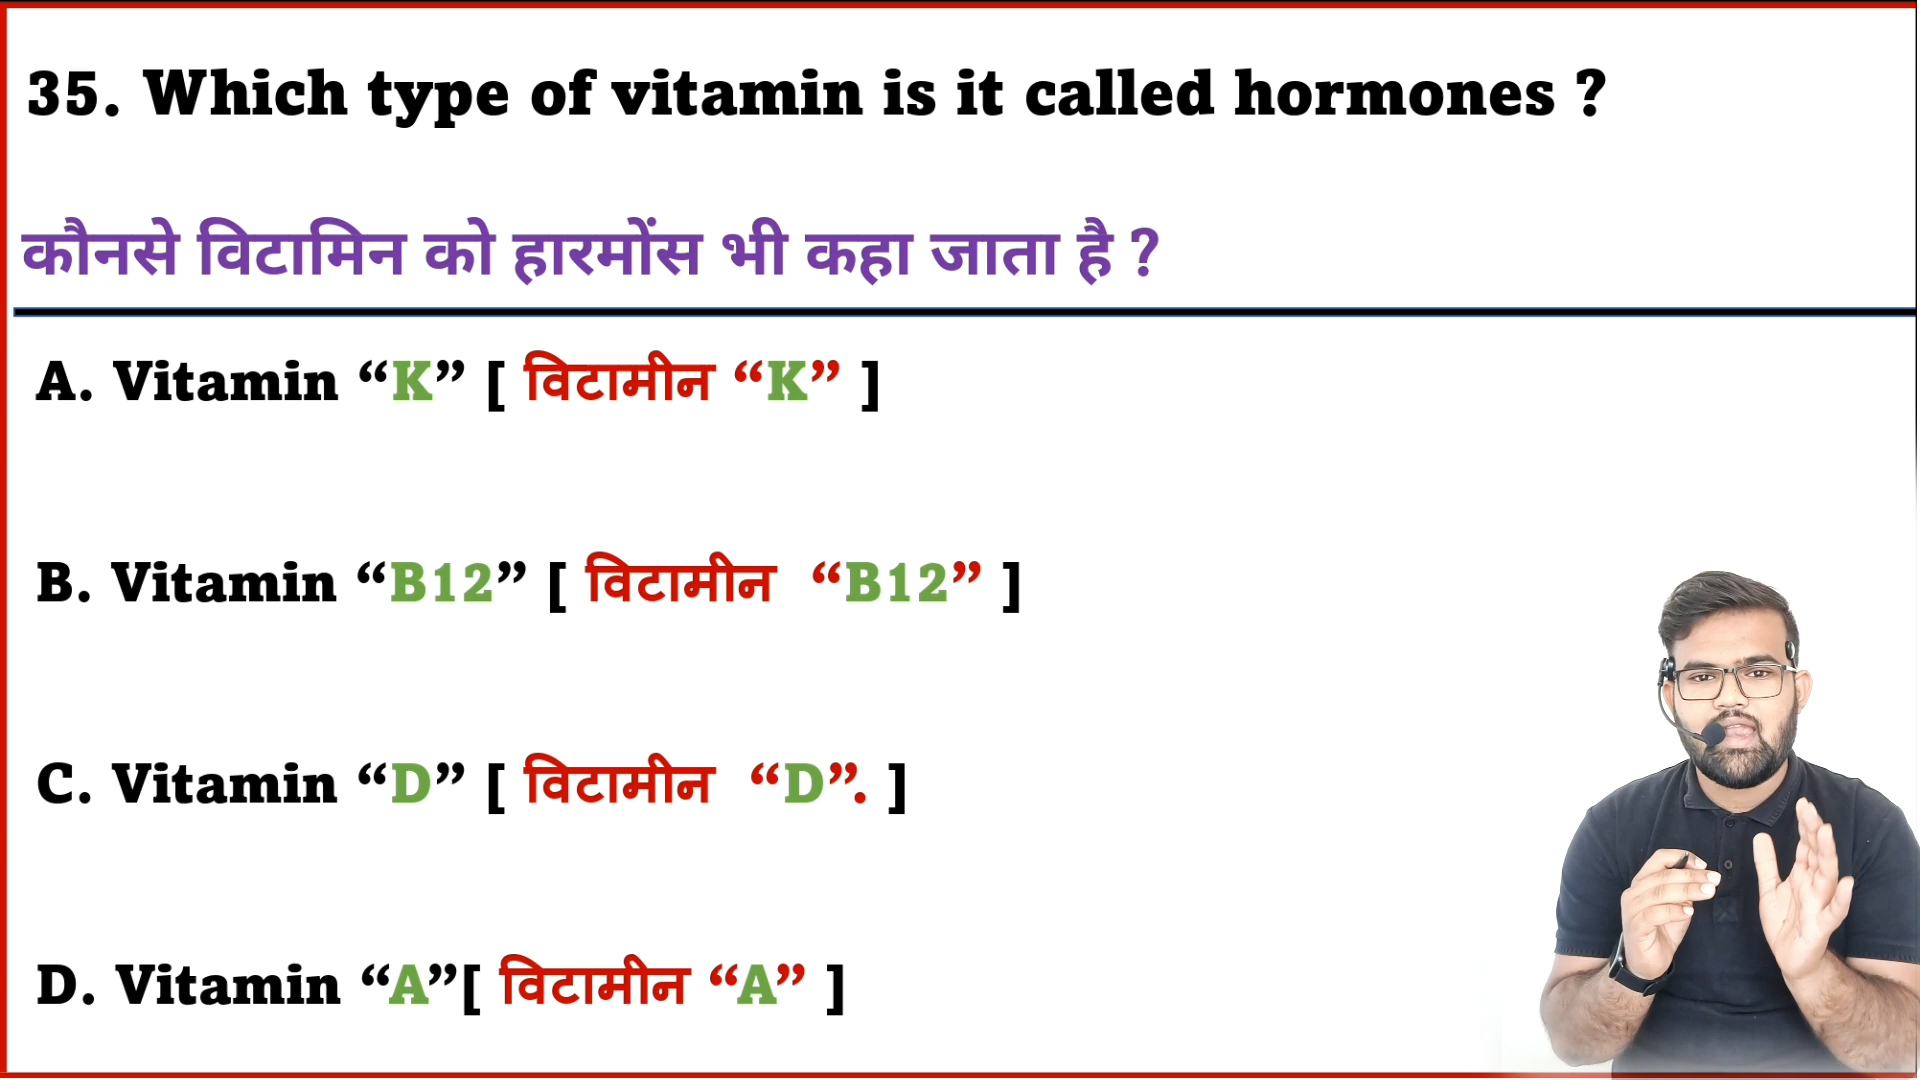 35. Which type of vitamin is it called hormones ?
कौनसे विटामिन को हारमोंस भी कहा जाता है ?
A. Vitamin “K” [ विटामीन “K” ]
B. Vitamin “B12” [ विटामीन “B12” ]
C. Vitamin “D” [ विटामीन “D”. ]
D. Vitamin “A”[ विटामीन “A” ]